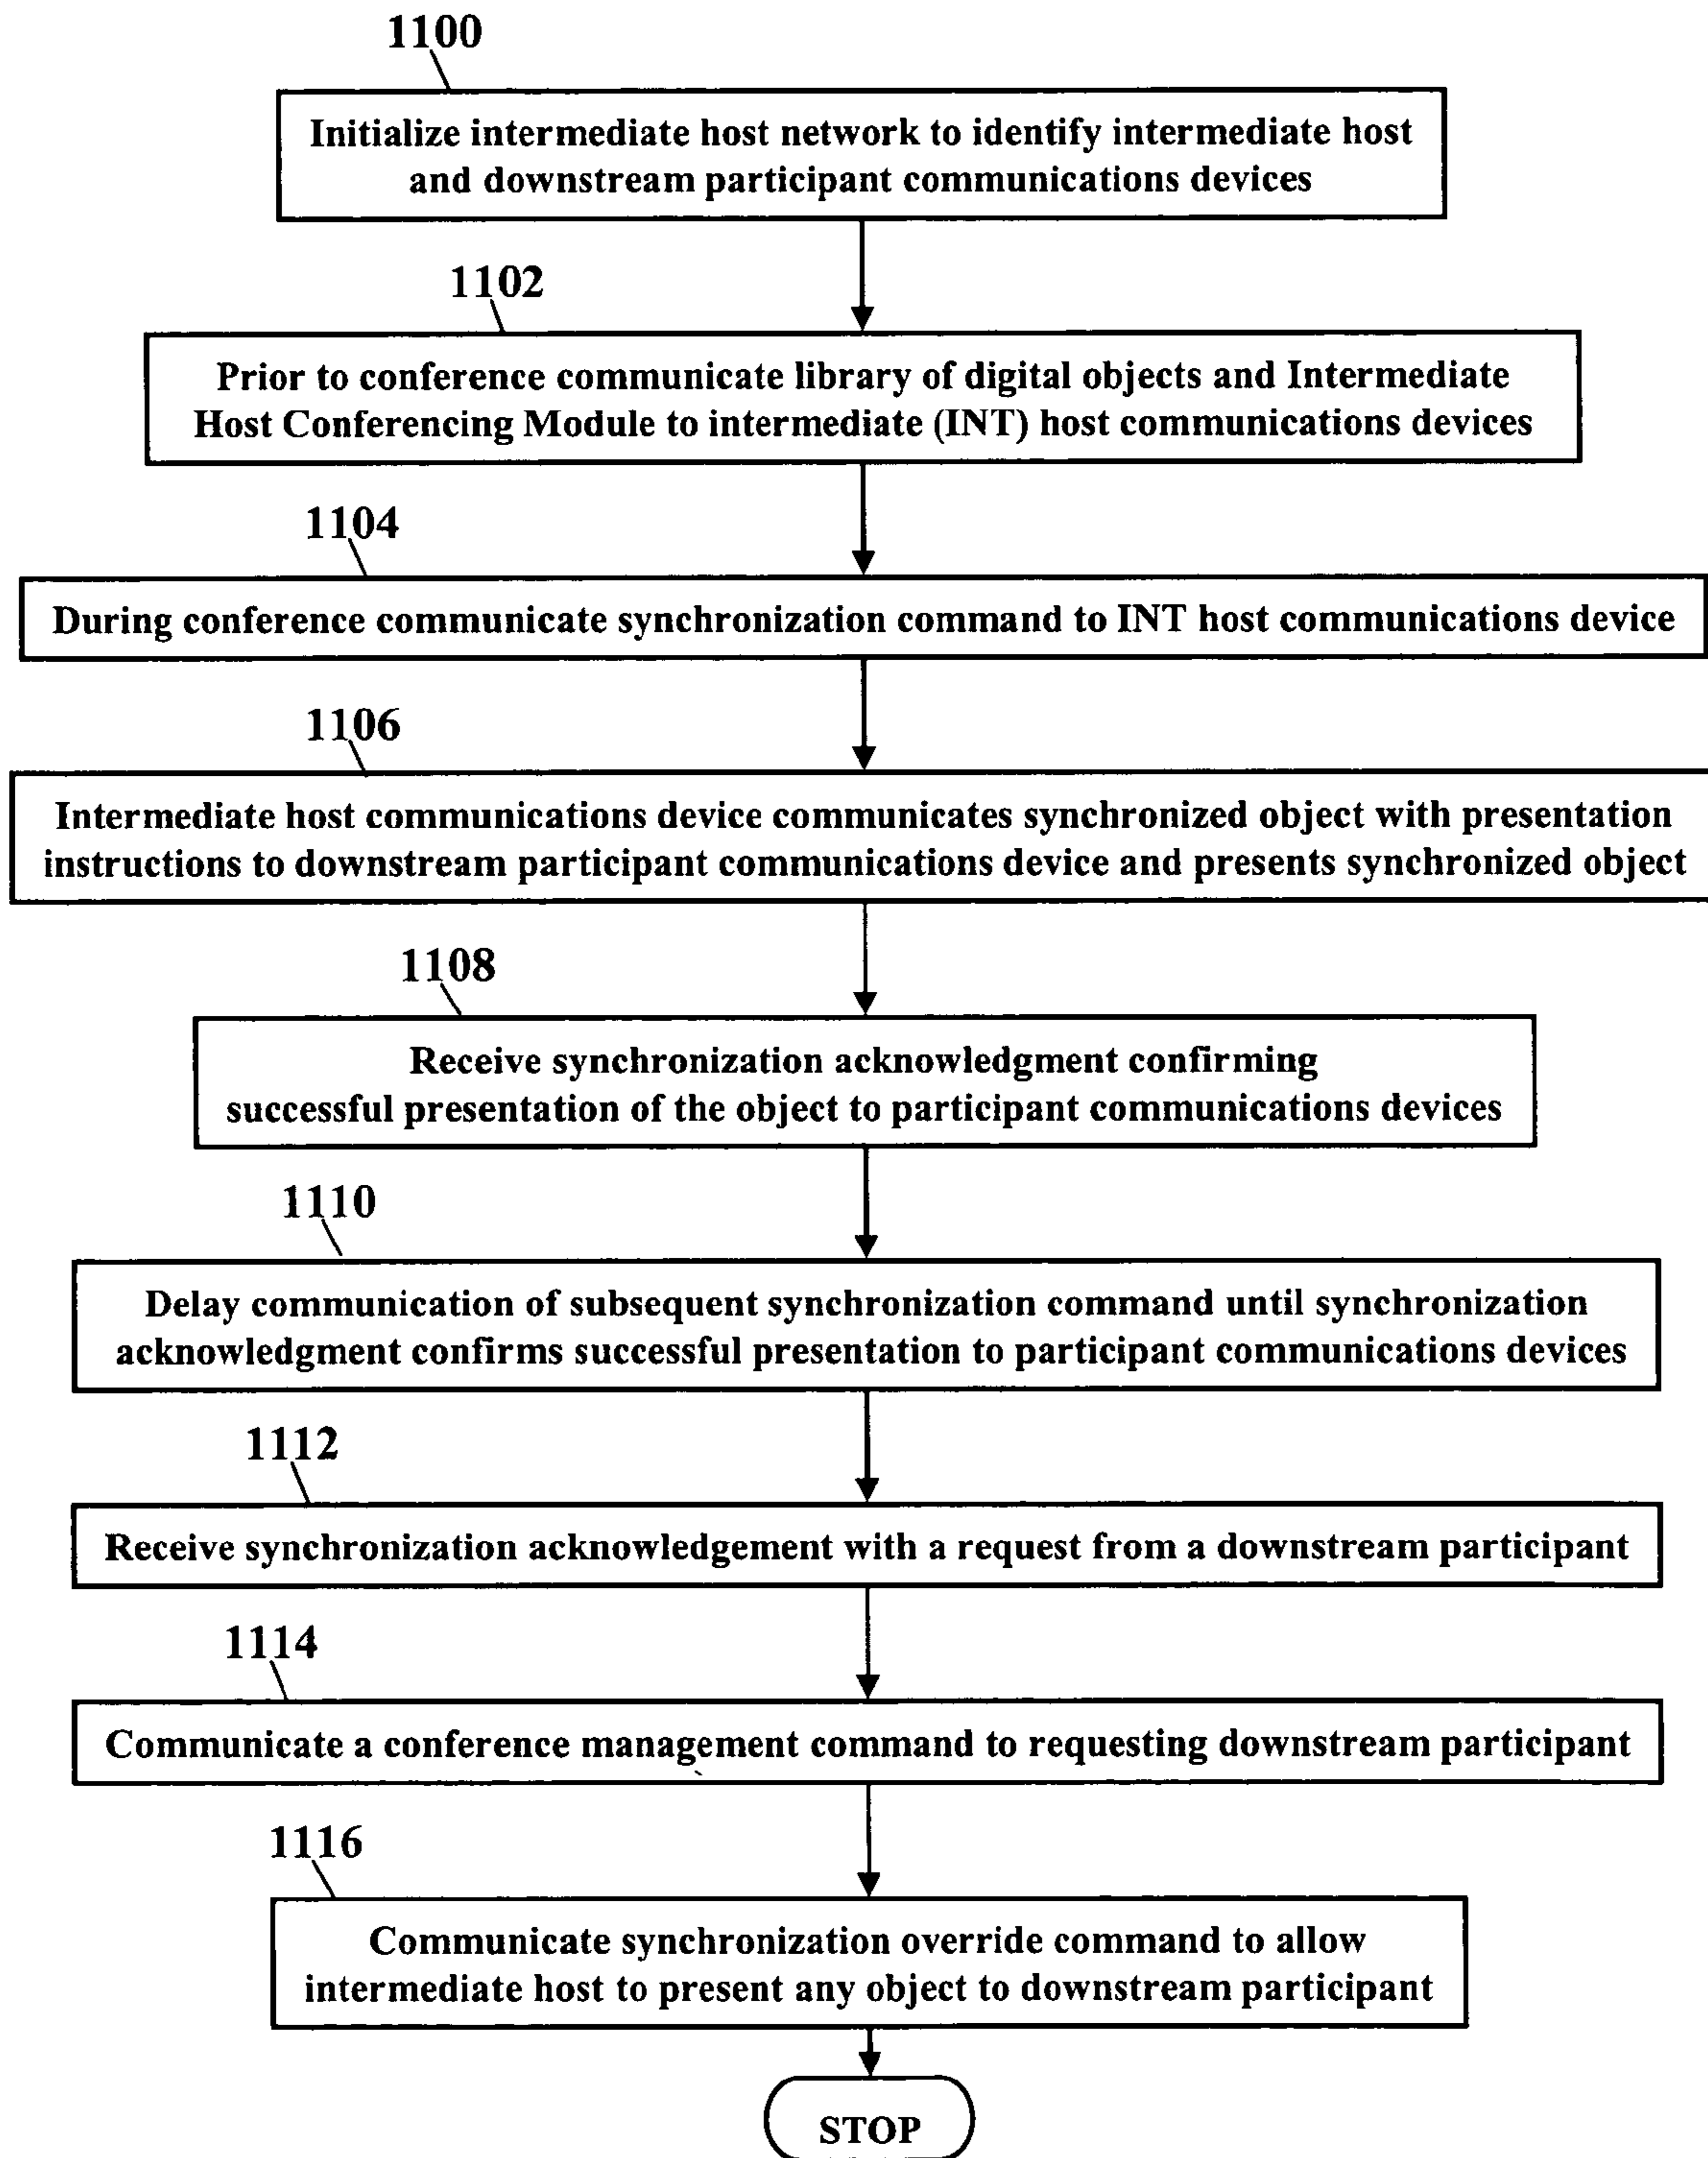 1100
Initialize intermediate host network to identify intermediate host
and downstream participant communications devices
1102
Prior to conference communicate library of digital objects and Intermediate
Host Conferencing Module to intermediate (INT) host communications devices
1104
During conference communicate synchronization command to INT host communications device
1106
Intermediate host communications device communicates synchronized object with presentation
instructions to downstream participant communications device and presents synchronized object
1108
Receive synchronization acknowledgment confirming
successful presentation of the object to participant communications devices
1110
Delay communication of subsequent synchronization command until synchronization
acknowledgment confirms successful presentation to participant communications devices
1112
Receive synchronization acknowledgement with a request from a downstream participant
1114
Communicate a conference management command to requesting downstream participant
1116
Communicate synchronization override command to allow
intermediate host to present any object to downstream participant
STOP